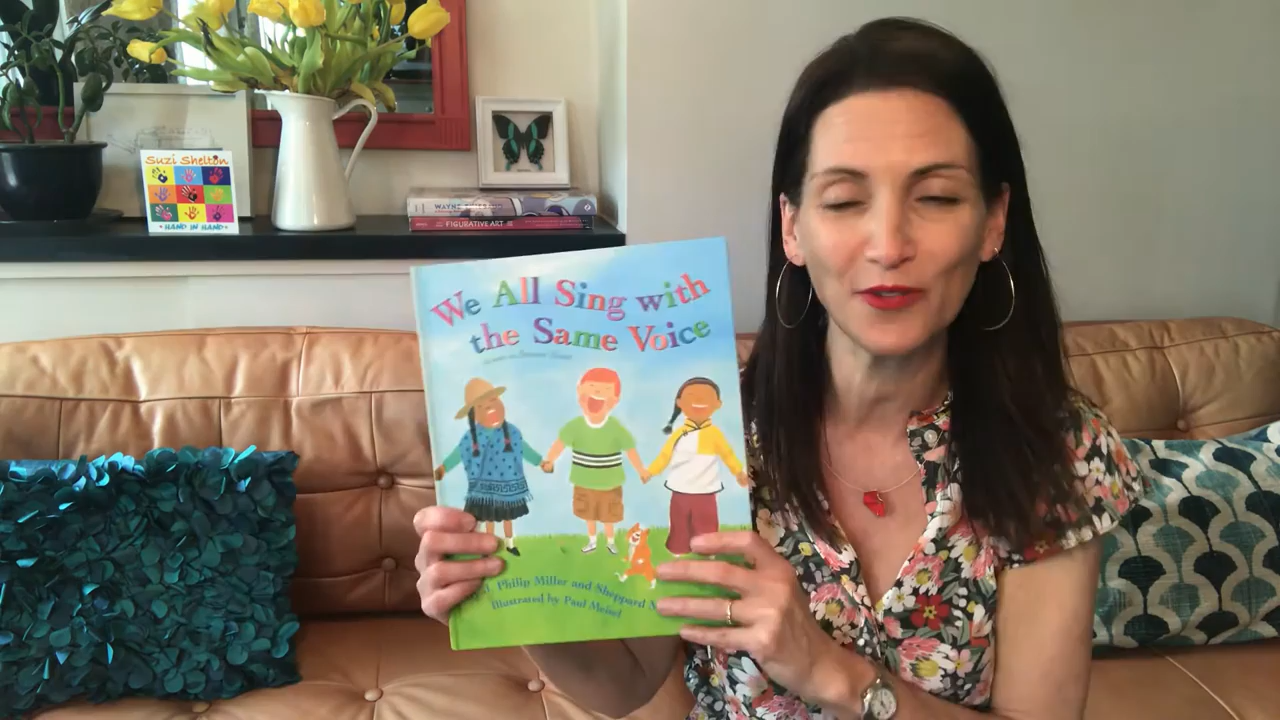 Suzi Shelton
HAND IN HAND
WAYNE
FIGURATIVE ART
We All Sing with
the Same Voice
Philip Miller and Sheppard M
Illustrated by Paul Meisel